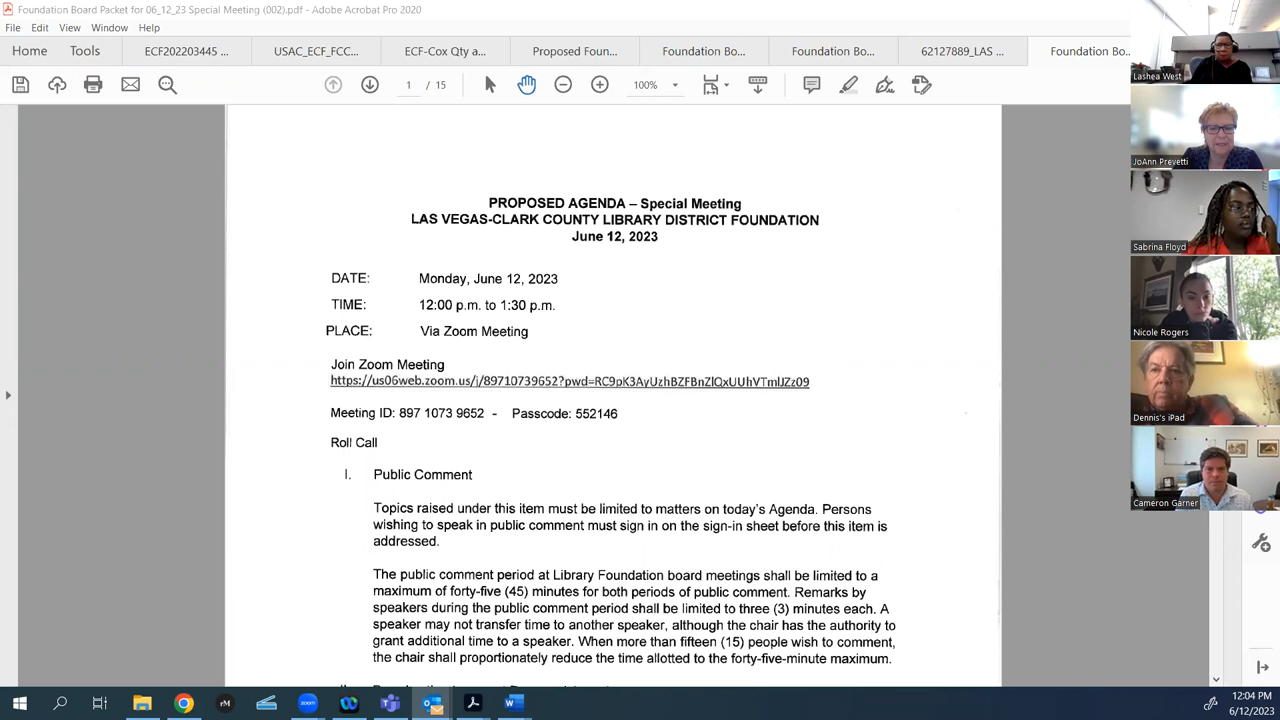 Foundation Board Packet for 06_12_23 Special Meeting (002).pdf - Adobe Acrobat Pro 2020
File Edit View Window Help
Home Tools ECF202203445 ... USAC_ECF_FCC... ECF-Cox Qty a... Proposed Foun... Foundation Bo... Foundation Bo... 62127889_LAS ... Foundation Bo...
1 / 15 100%
PROPOSED AGENDA – Special Meeting
LAS VEGAS-CLARK COUNTY LIBRARY DISTRICT FOUNDATION
June 12, 2023
DATE: Monday, June 12, 2023
TIME: 12:00 p.m. to 1:30 p.m.
PLACE: Via Zoom Meeting
Join Zoom Meeting
https://us06web.zoom.us/j/89710739652?pwd=RC9pK3AyUzhBZFBnZlQxUUhVTmlJZz09
Meeting ID: 897 1073 9652 - Passcode: 552146
Roll Call
I. Public Comment
Topics raised under this item must be limited to matters on today's Agenda. Persons
wishing to speak in public comment must sign in on the sign-in sheet before this item is
addressed.
The public comment period at Library Foundation board meetings shall be limited to a
maximum of forty-five (45) minutes for both periods of public comment. Remarks by
speakers during the public comment period shall be limited to three (3) minutes each. A
speaker may not transfer time to another speaker, although the chair has the authority to
grant additional time to a speaker. When more than fifteen (15) people wish to comment,
the chair shall proportionately reduce the time allotted to the forty-five-minute maximum.
Lashea West
JoAnn Prevetti
Sabrina Floyd
Nicole Rogers
Dennis's iPad
Cameron Garner
12:04 PM
6/12/2023